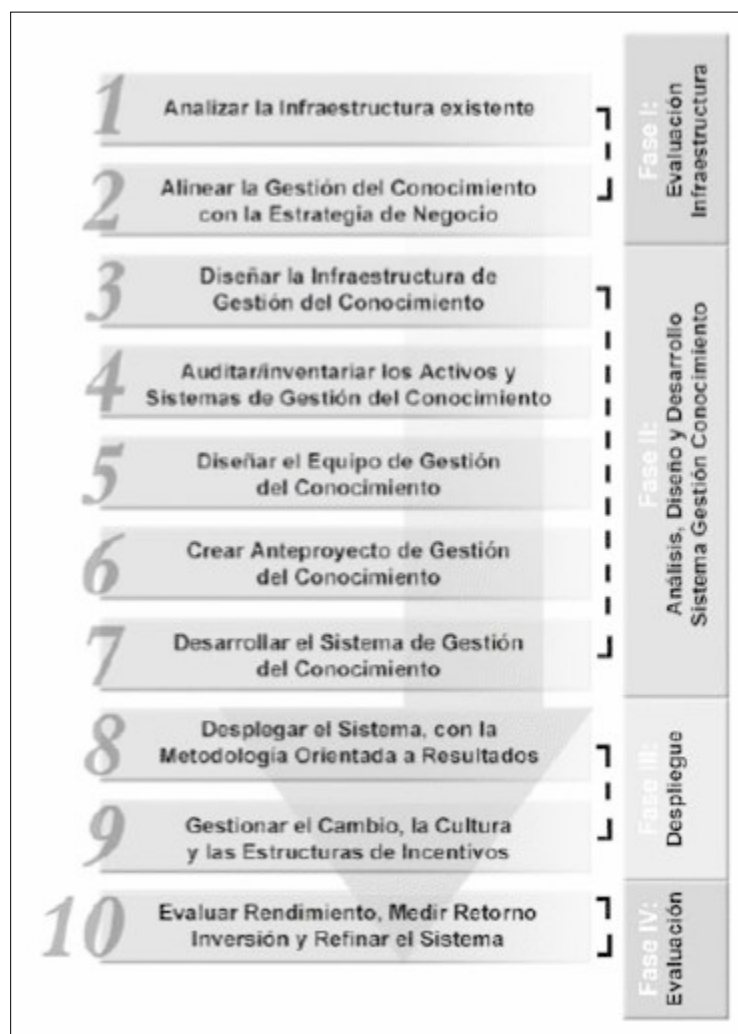 1
Analizar la Infraestructura existente
2
Alinear la Gestión del Conocimiento
con la Estrategia de Negocio
3
Diseñar la Infraestructura de
Gestión del Conocimiento
4
Auditar/inventariar los Activos y
Sistemas de Gestión del Conocimiento
5
Diseñar el Equipo de Gestión
del Conocimiento
6
Crear Anteproyecto de Gestión
del Conocimiento
7
Desarrollar el Sistema de Gestión
del Conocimiento
8
Desplegar el Sistema, con la
Metodología Orientada a Resultados
9
Gestionar el Cambio, la Cultura
y las Estructuras de Incentivos
10
Evaluar Rendimiento, Medir Retorno
Inversión y Refinar el Sistema
Fase I:
Evaluación
Infraestructura
Fase II:
Análisis, Diseño y Desarrollo
Sistema Gestión Conocimiento
Fase III:
Despliegue
Fase IV:
Evaluación